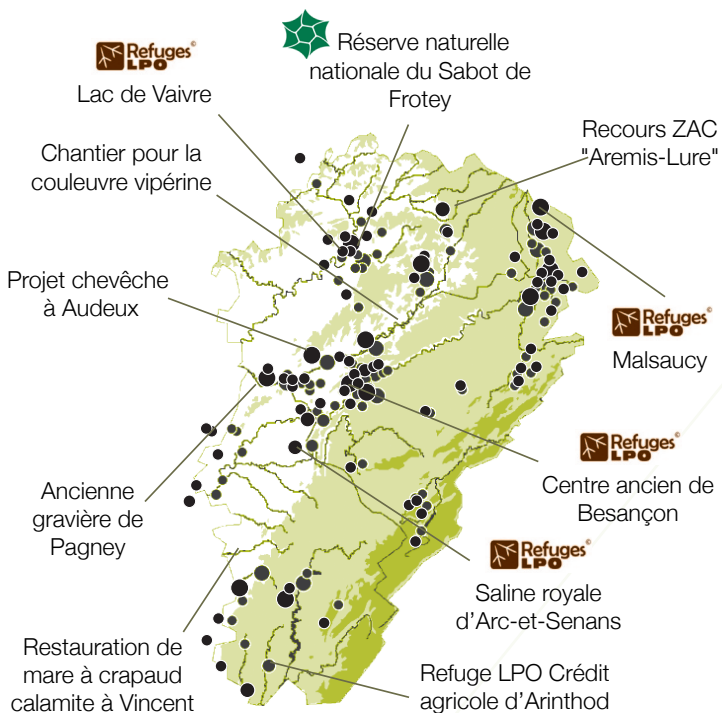 Refuges©
LPO
Lac de Vaivre
Réserve naturelle
nationale du Sabot de
Frotey
Recours ZAC
"Aremis-Lure"
Chantier pour la
couleuvre vipérine
Projet chevêche
à Audeux
Refuges©
LPO
Malsaucy
Refuges©
LPO
Centre ancien de
Besançon
Ancienne
gravière de
Pagney
Refuges©
LPO
Saline royale
d'Arc-et-Senans
Restauration de
mare à crapaud
calamite à Vincent
Refuge LPO Crédit
agricole d'Arinthod